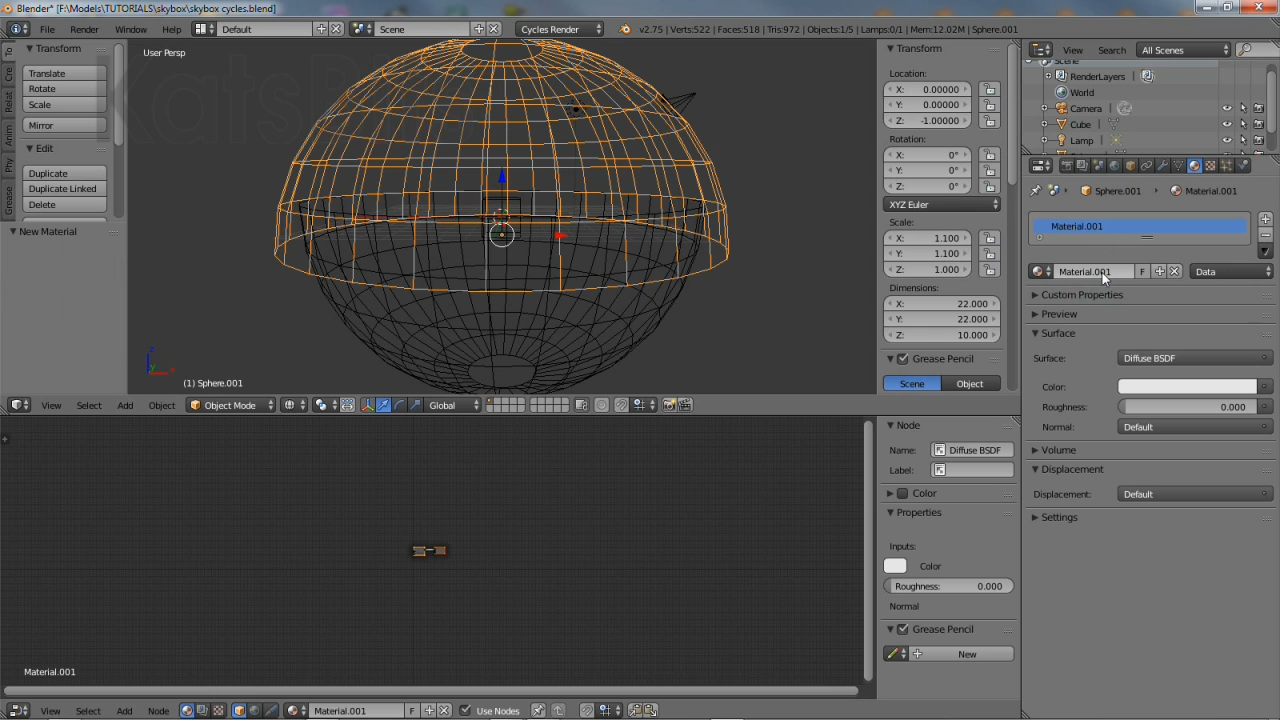 Blender* [F:\Models\TUTORIALS\skybox\skybox cycles.blend]
File Render Window Help Default Scene Cycles Render v2.75 | Verts:522 | Faces:518 | Tris:972 | Objects:1/5 | Lamps:0/1 | Mem:12.02M | Sphere.001
Transform
Translate
Rotate
Scale
Mirror
Edit
Duplicate
Duplicate Linked
Delete
New Material
To
Cre
Relat
Anim
Phy
Grease
User Persp
(1) Sphere.001
Transform
Location:
X: 0.00000
Y: 0.00000
Z: -1.00000
Rotation:
X: 0°
Y: 0°
Z: 0°
XYZ Euler
Scale:
X: 1.100
Y: 1.100
Z: 1.000
Dimensions:
X: 22.000
Y: 22.000
Z: 10.000
Grease Pencil
Scene Object
View Select Add Object Object Mode Global
View Search All Scenes
Scene
RenderLayers
World
Camera
Cube
Lamp
Sphere.001 Material.001
Material.001
Material.001 F Data
Custom Properties
Preview
Surface
Surface: Diffuse BSDF
Color:
Roughness: 0.000
Normal: Default
Volume
Displacement
Displacement: Default
Settings
Node
Name: Diffuse BSDF
Label:
Color
Properties
Inputs:
Color
Roughness: 0.000
Normal
Grease Pencil
New
Material.001
View Select Add Node Material.001 F Use Nodes